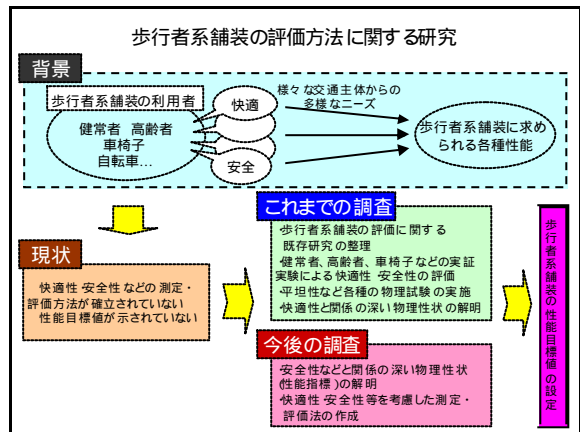 歩行者系舗装の評価方法に関する研究
背景
歩行者系舗装の利用者
健常者 高齢者
車椅子
自転車…
快適
安全
様々な交通主体からの
多様なニーズ
歩行者系舗装に求め
られる各種性能
現状
快適性・安全性などの測定・
評価方法が確立されていない
性能目標値が示されていない
これまでの調査
・歩行者系舗装の評価に関する
既存研究の整理
・健常者、高齢者、車椅子などの実証
実験による快適性・安全性の評価
・平坦性など各種の物理試験の実施
・快適性と関係の深い物理性状の解明
今後の調査
・安全性などと関係の深い物理性状
(性能指標)の解明
・快適性・安全性等を考慮した測定・
評価法の作成
歩行者系舗装の性能目標値の設定